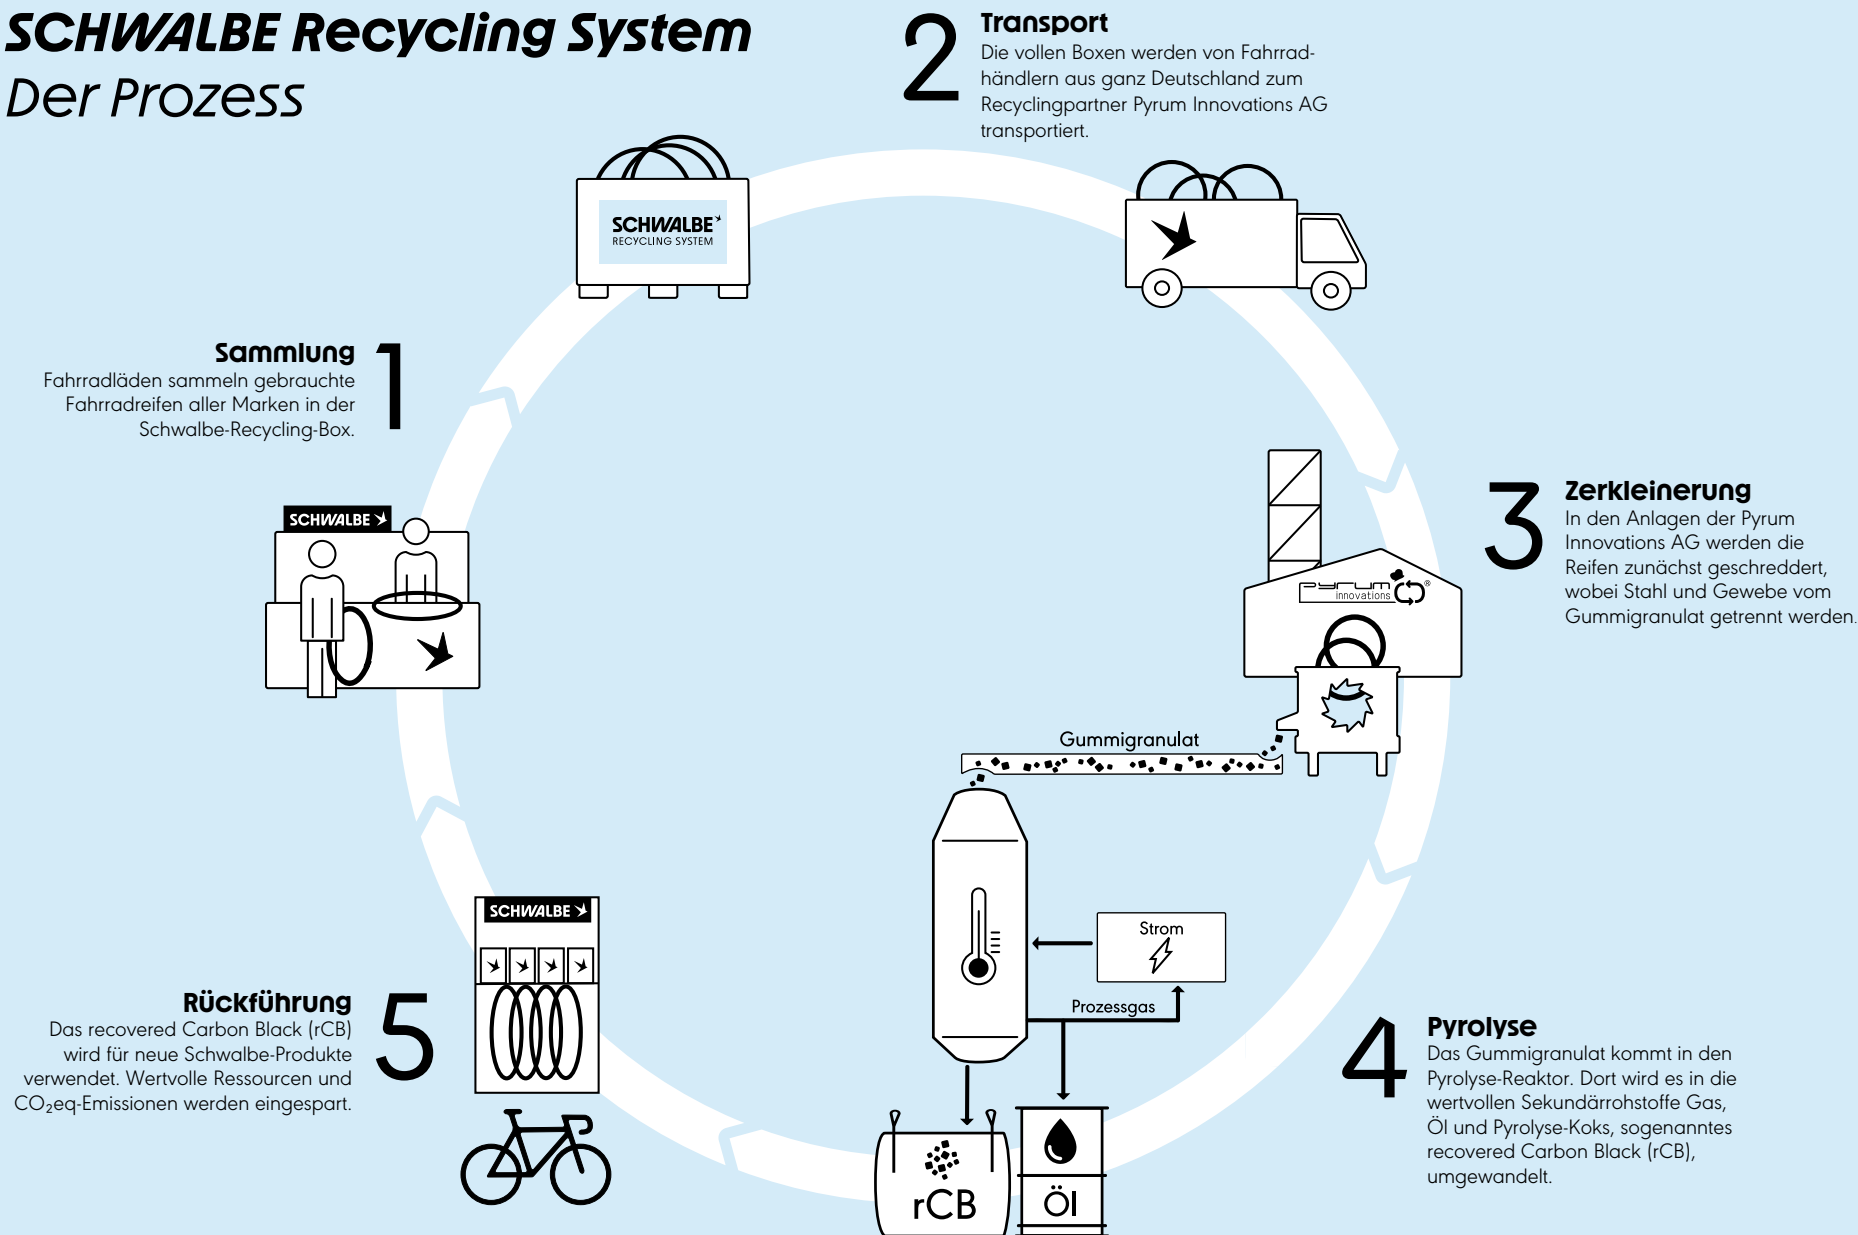 SCHWALBE Recycling System
Der Prozess
2
Transport
Die vollen Boxen werden von Fahrrad-
händlern aus ganz Deutschland zum
Recyclingpartner Pyrum Innovations AG
transportiert.
SCHWALBE
RECYCLING SYSTEM
Sammlung
Fahrradläden sammeln gebrauchte
Fahrradreifen aller Marken in der
Schwalbe-Recycling-Box.
1
SCHWALBE
3
Zerkleinerung
In den Anlagen der Pyrum
Innovations AG werden die
Reifen zunächst geschreddert,
wobei Stahl und Gewebe vom
Gummigranulat getrennt werden.
pyrum
innovations
®
Gummigranulat
Strom
Prozessgas
SCHWALBE
Rückführung
Das recovered Carbon Black (rCB)
wird für neue Schwalbe-Produkte
verwendet. Wertvolle Ressourcen und
CO₂eq-Emissionen werden eingespart.
5
4
Pyrolyse
Das Gummigranulat kommt in den
Pyrolyse-Reaktor. Dort wird es in die
wertvollen Sekundärrohstoffe Gas,
Öl und Pyrolyse-Koks, sogenanntes
recovered Carbon Black (rCB),
umgewandelt.
rCB
Öl